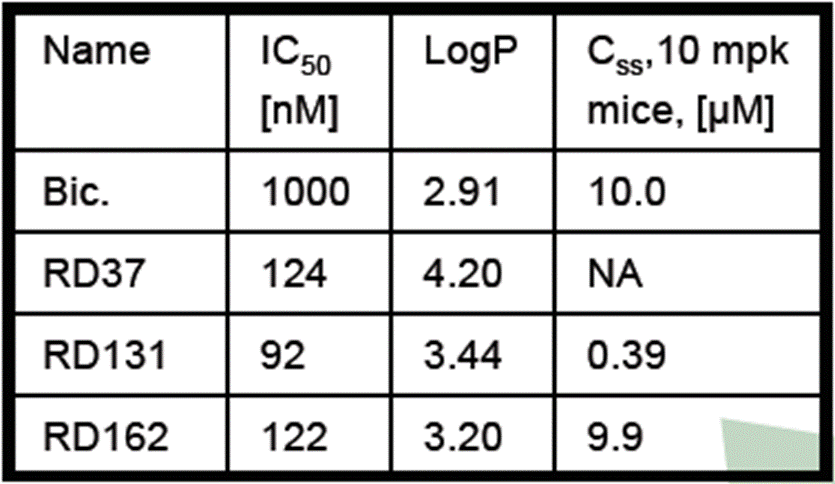 Name IC50 LogP Css,10 mpk
[nM] mice, [µM]
Bic. 1000 2.91 10.0
RD37 124 4.20 NA
RD131 92 3.44 0.39
RD162 122 3.20 9.9